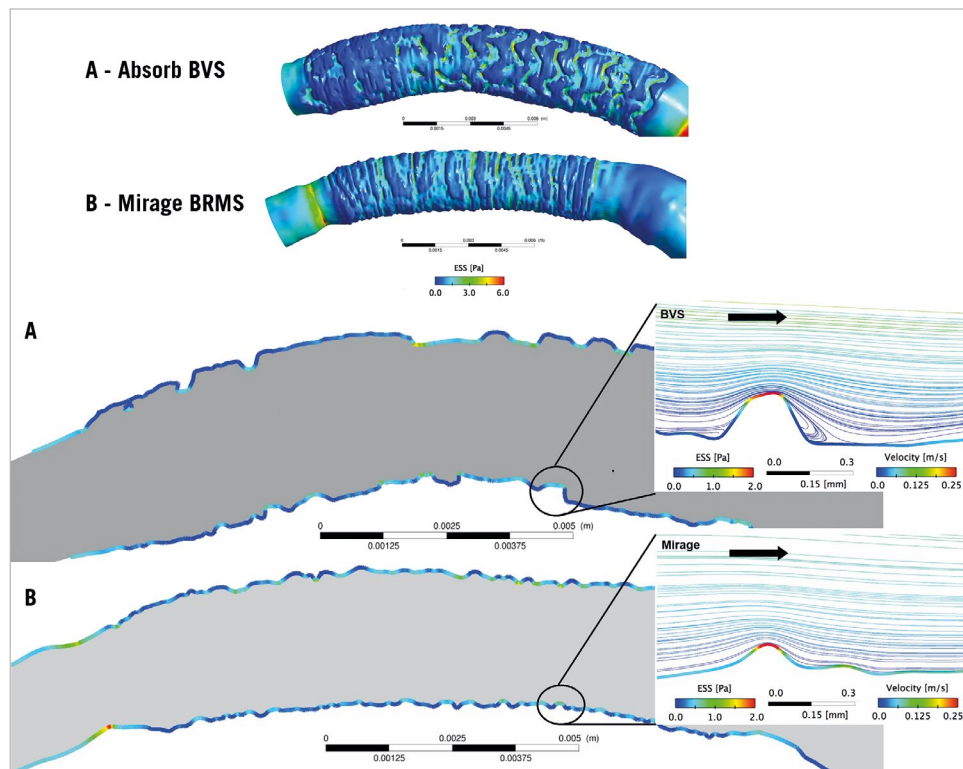 A - Absorb BVS
0 0.003 0.006 (m)
0.0015 0.0045
B - Mirage BRMS
0 0.003 0.006 (m)
0.0015 0.0045
ESS [Pa]
0.0 3.0 6.0
A
BVS
ESS [Pa] 0.0 0.3 Velocity [m/s]
0.0 1.0 2.0 0.15 [mm] 0.0 0.125 0.25
0 0.0025 0.005 (m)
0.00125 0.00375
B
Mirage
ESS [Pa] 0.0 0.3 Velocity [m/s]
0.0 1.0 2.0 0.15 [mm] 0.0 0.125 0.25
0 0.0025 0.005 (m)
0.00125 0.00375